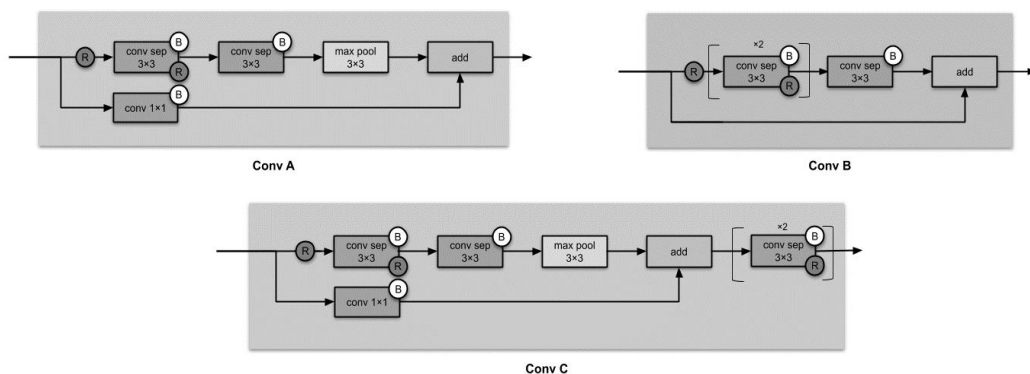 R
conv sep
3×3
B
R
conv sep
3×3
B
max pool
3×3
add
conv 1×1
B
Conv A
R
×2
conv sep
3×3
B
R
conv sep
3×3
B
add
Conv B
R
conv sep
3×3
B
R
conv sep
3×3
B
max pool
3×3
add
×2
conv sep
3×3
B
R
conv 1×1
B
Conv C